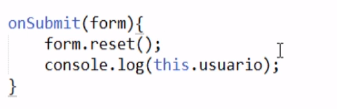 onSubmit(form){
    form.reset();
    console.log(this.usuario);
}